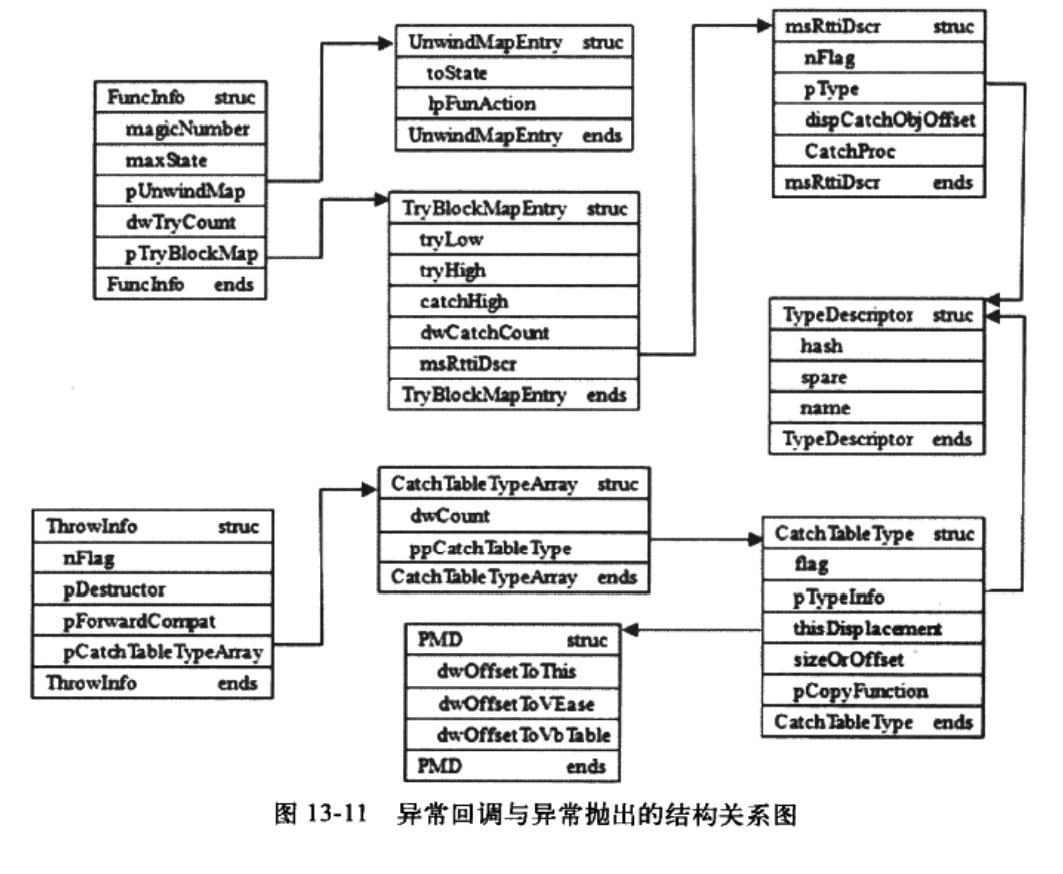 FuncInfo struc
magicNumber
maxState
pUnwindMap
dwTryCount
pTryBlockMap
FuncInfo ends
UnwindMapEntry struc
toState
lpFunAction
UnwindMapEntry ends
TryBlockMapEntry struc
tryLow
tryHigh
catchHigh
dwCatchCount
msRttiDscr
TryBlockMapEntry ends
msRttiDscr struc
nFlag
pType
dispCatchObjOffset
CatchProc
msRttiDscr ends
TypeDescriptor struc
hash
spare
name
TypeDescriptor ends
ThrowInfo struc
nFlag
pDestructor
pForwardCompat
pCatchTableTypeArray
ThrowInfo ends
CatchTableTypeArray struc
dwCount
ppCatchTableType
CatchTableTypeArray ends
PMD struc
dwOffsetToThis
dwOffsetToVEase
dwOffsetToVbTable
PMD ends
CatchTableType struc
flag
pTypeInfo
thisDisplacement
sizeOrOffset
pCopyFunction
CatchTableType ends
图 13-11 异常回调与异常抛出的结构关系图